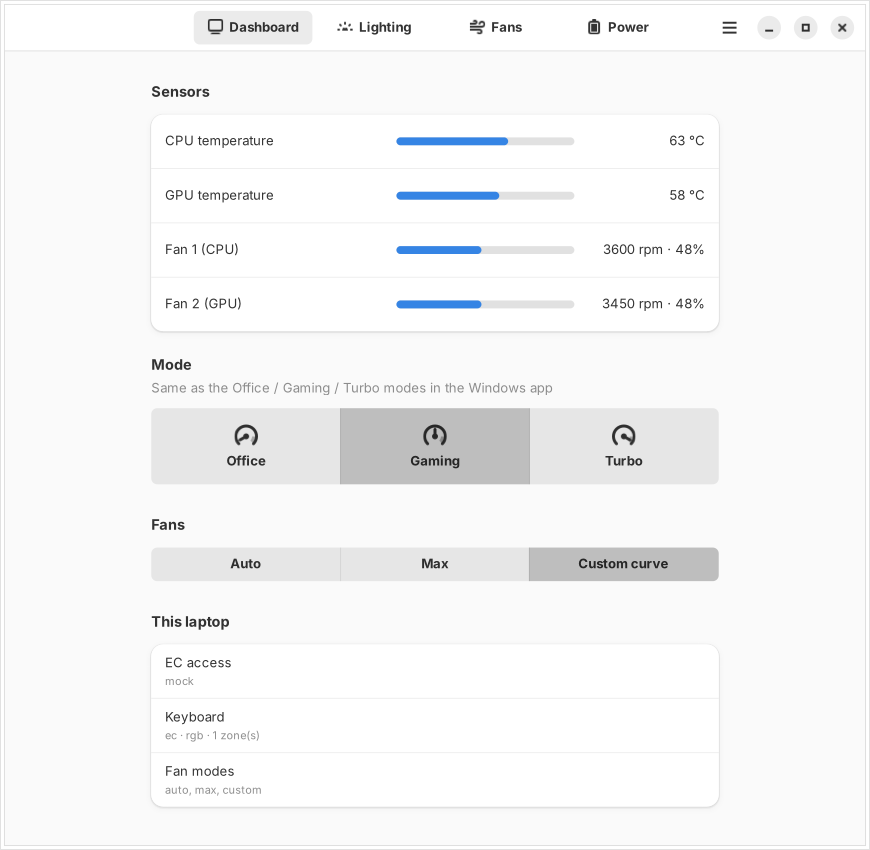 Dashboard
Lighting
Fans
Power
Sensors
CPU temperature
63 °C
GPU temperature
58 °C
Fan 1 (CPU)
3600 rpm · 48%
Fan 2 (GPU)
3450 rpm · 48%
Mode
Same as the Office / Gaming / Turbo modes in the Windows app
Office
Gaming
Turbo
Fans
Auto
Max
Custom curve
This laptop
EC access
mock
Keyboard
ec · rgb · 1 zone(s)
Fan modes
auto, max, custom